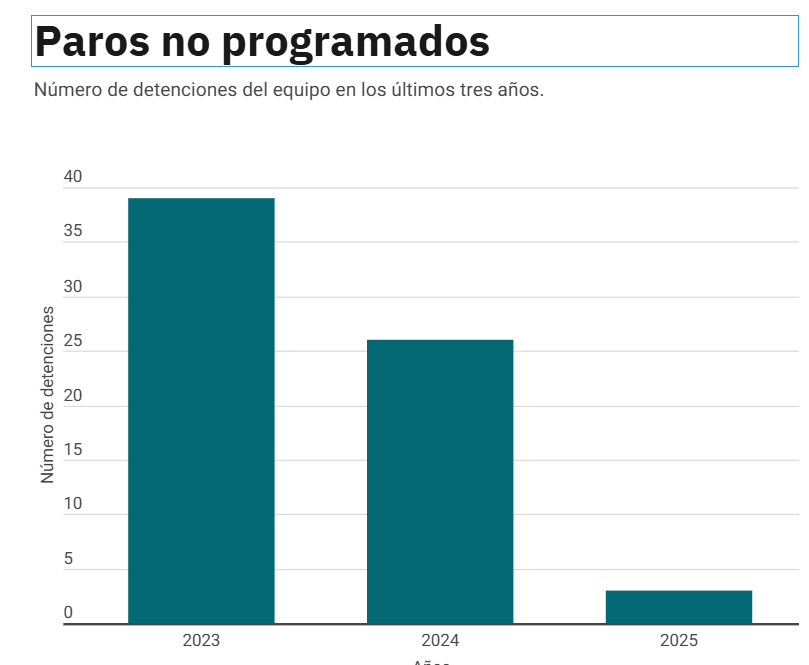 Paros no programados
Número de detenciones del equipo en los últimos tres años.
40
35
30
25
20
15
10
5
0
Número de detenciones
2023 2024 2025